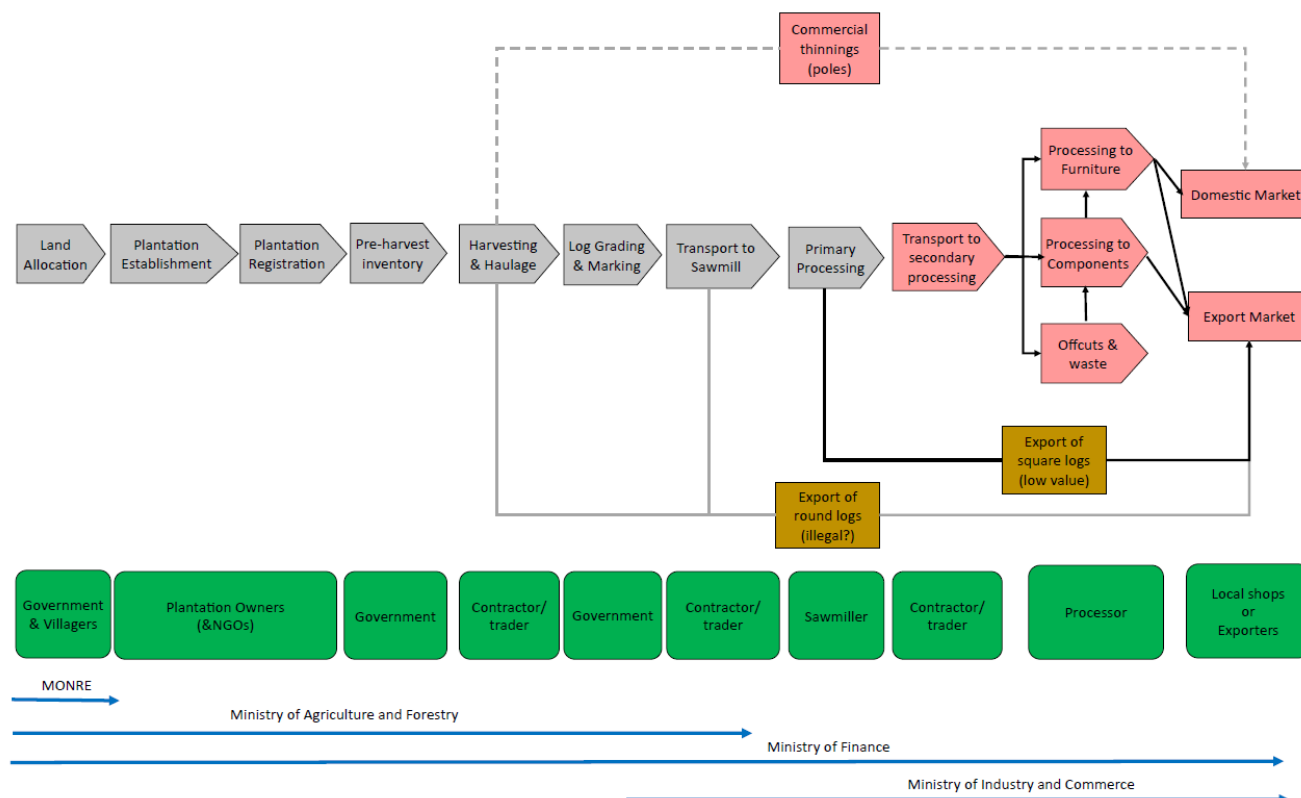 Commercial
thinnings
(poles)
Processing to
Furniture
Domestic Market
Land
Allocation
Plantation
Establishment
Plantation
Registration
Pre-harvest
inventory
Harvesting
& Haulage
Log Grading
& Marking
Transport to
Sawmill
Primary
Processing
Transport to
secondary
processing
Processing to
Components
Export Market
Offcuts &
waste
Export of
square logs
(low value)
Export of
round logs
(illegal?)
Government
& Villagers
Plantation Owners
(&NGOs)
Government
Contractor/
trader
Government
Contractor/
trader
Sawmiller
Contractor/
trader
Processor
Local shops
or
Exporters
MONRE
Ministry of Agriculture and Forestry
Ministry of Finance
Ministry of Industry and Commerce